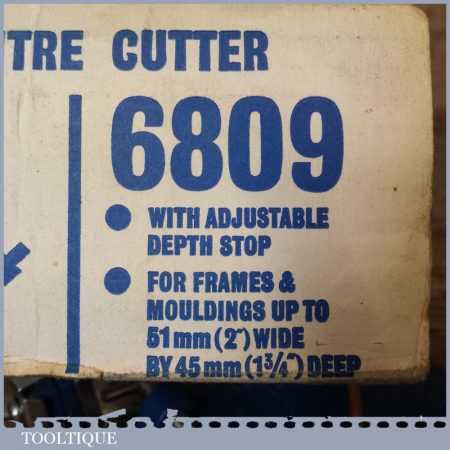 TRE CUTTER
6809
WITH ADJUSTABLE
DEPTH STOP
FOR FRAMES &
MOULDINGS UP TO
51mm (2") WIDE
BY 45mm (1¾") DEEP
TOOLTIQUE